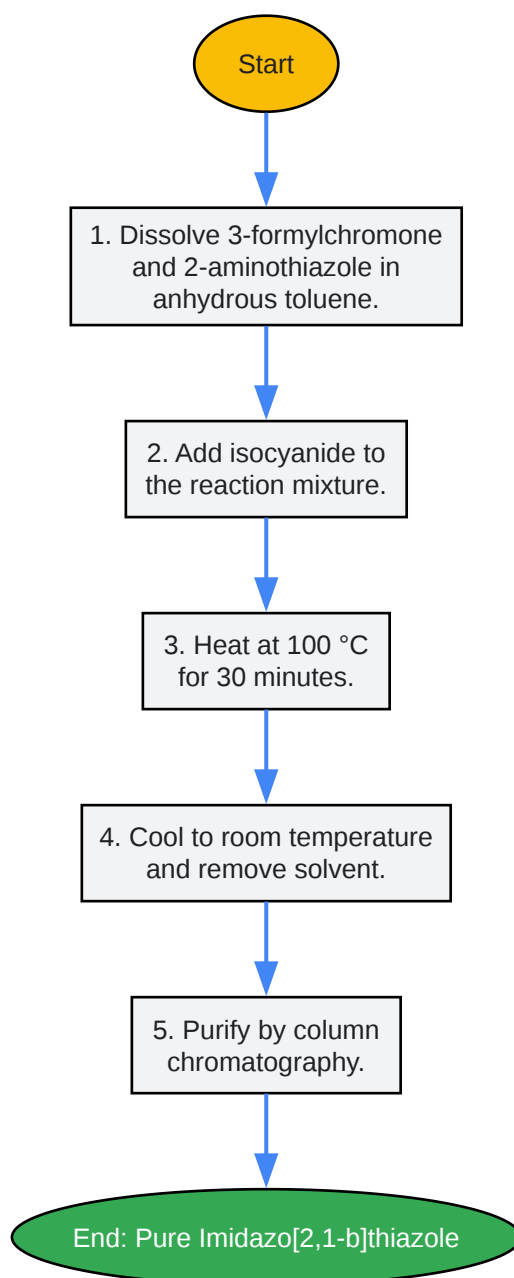 Start
1. Dissolve 3-formylchromone
and 2-aminothiazole in
anhydrous toluene.
2. Add isocyanide to
the reaction mixture.
3. Heat at 100 °C
for 30 minutes.
4. Cool to room temperature
and remove solvent.
5. Purify by column
chromatography.
End: Pure Imidazo[2,1-b]thiazole